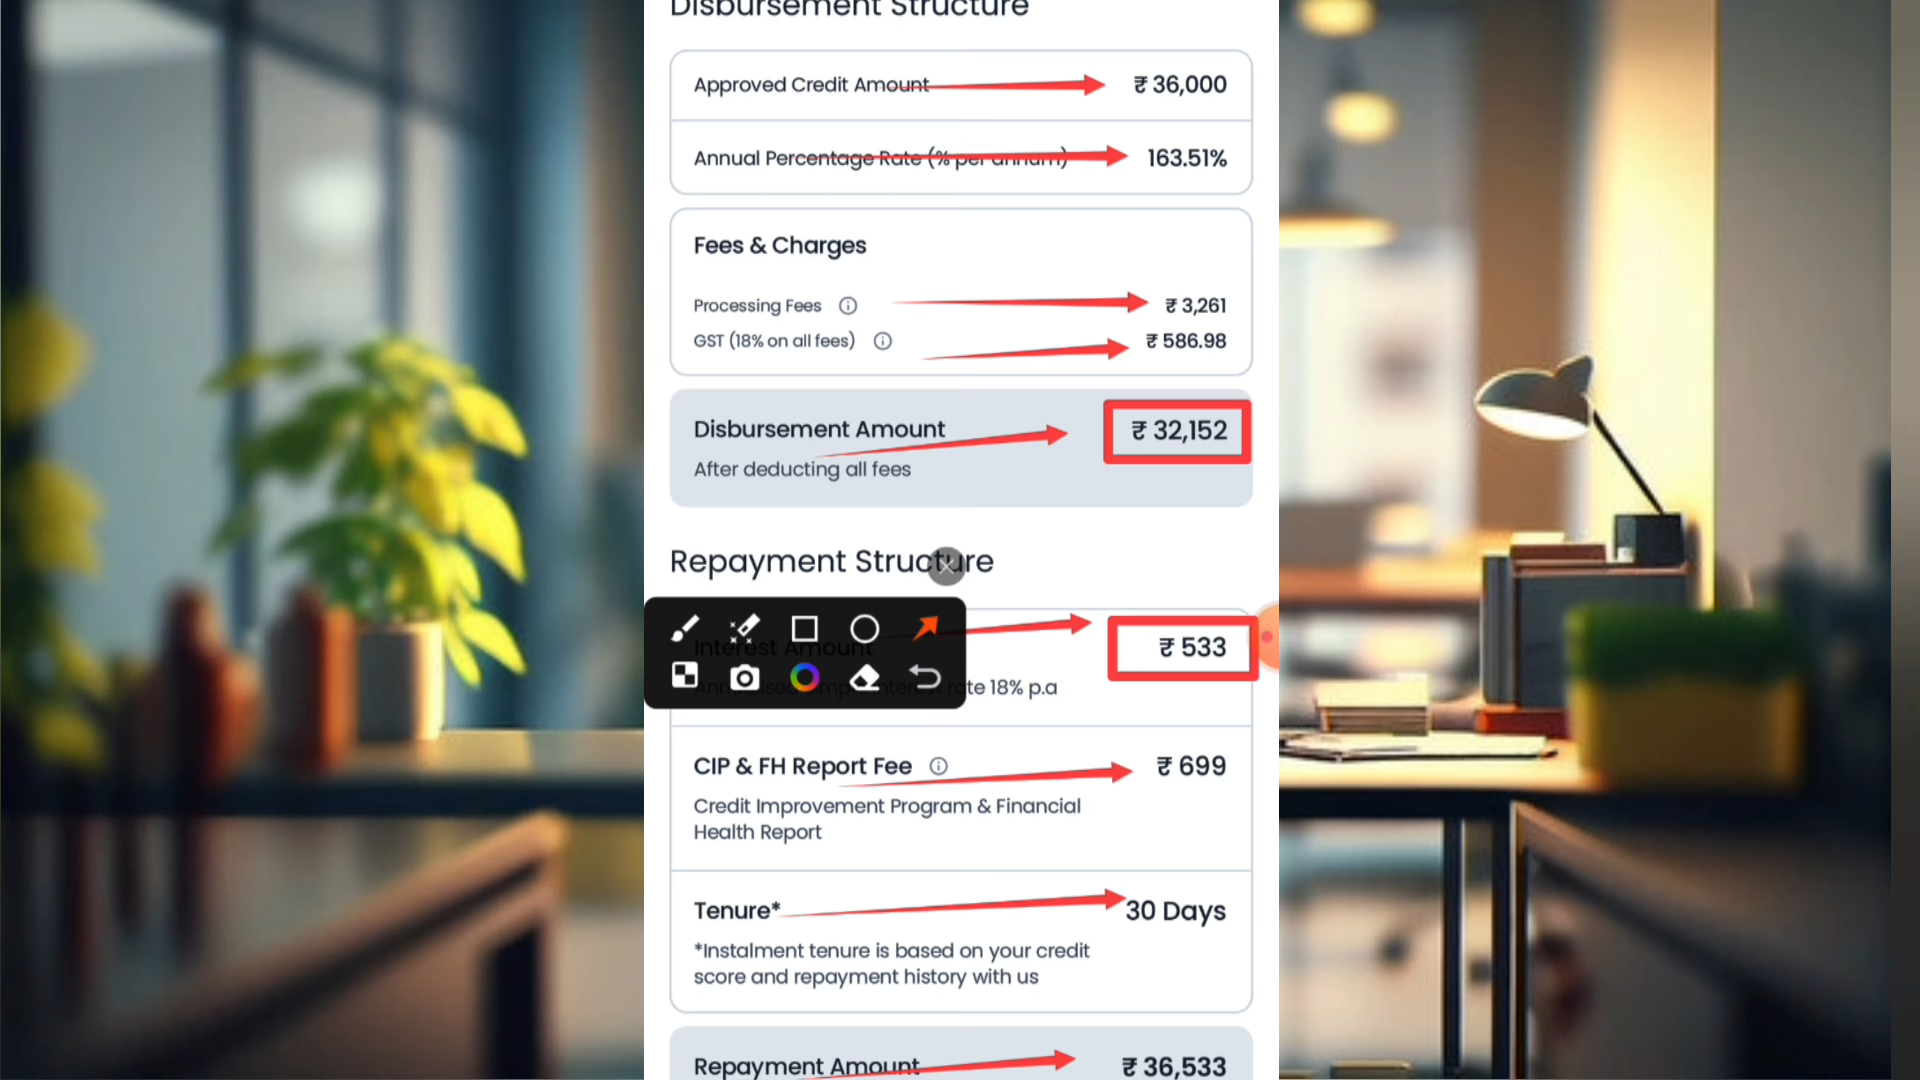 Disbursement Structure
Approved Credit Amount ₹ 36,000
Annual Percentage Rate (% per annum) 163.51%
Fees & Charges
Processing Fees ₹ 3,261
GST (18% on all fees) ₹ 586.98
Disbursement Amount ₹ 32,152
After deducting all fees
Repayment Structure
Interest Amount ₹ 533
rate 18% p.a
CIP & FH Report Fee ₹ 699
Credit Improvement Program & Financial
Health Report
Tenure* 30 Days
*Instalment tenure is based on your credit
score and repayment history with us
Repayment Amount ₹ 36,533